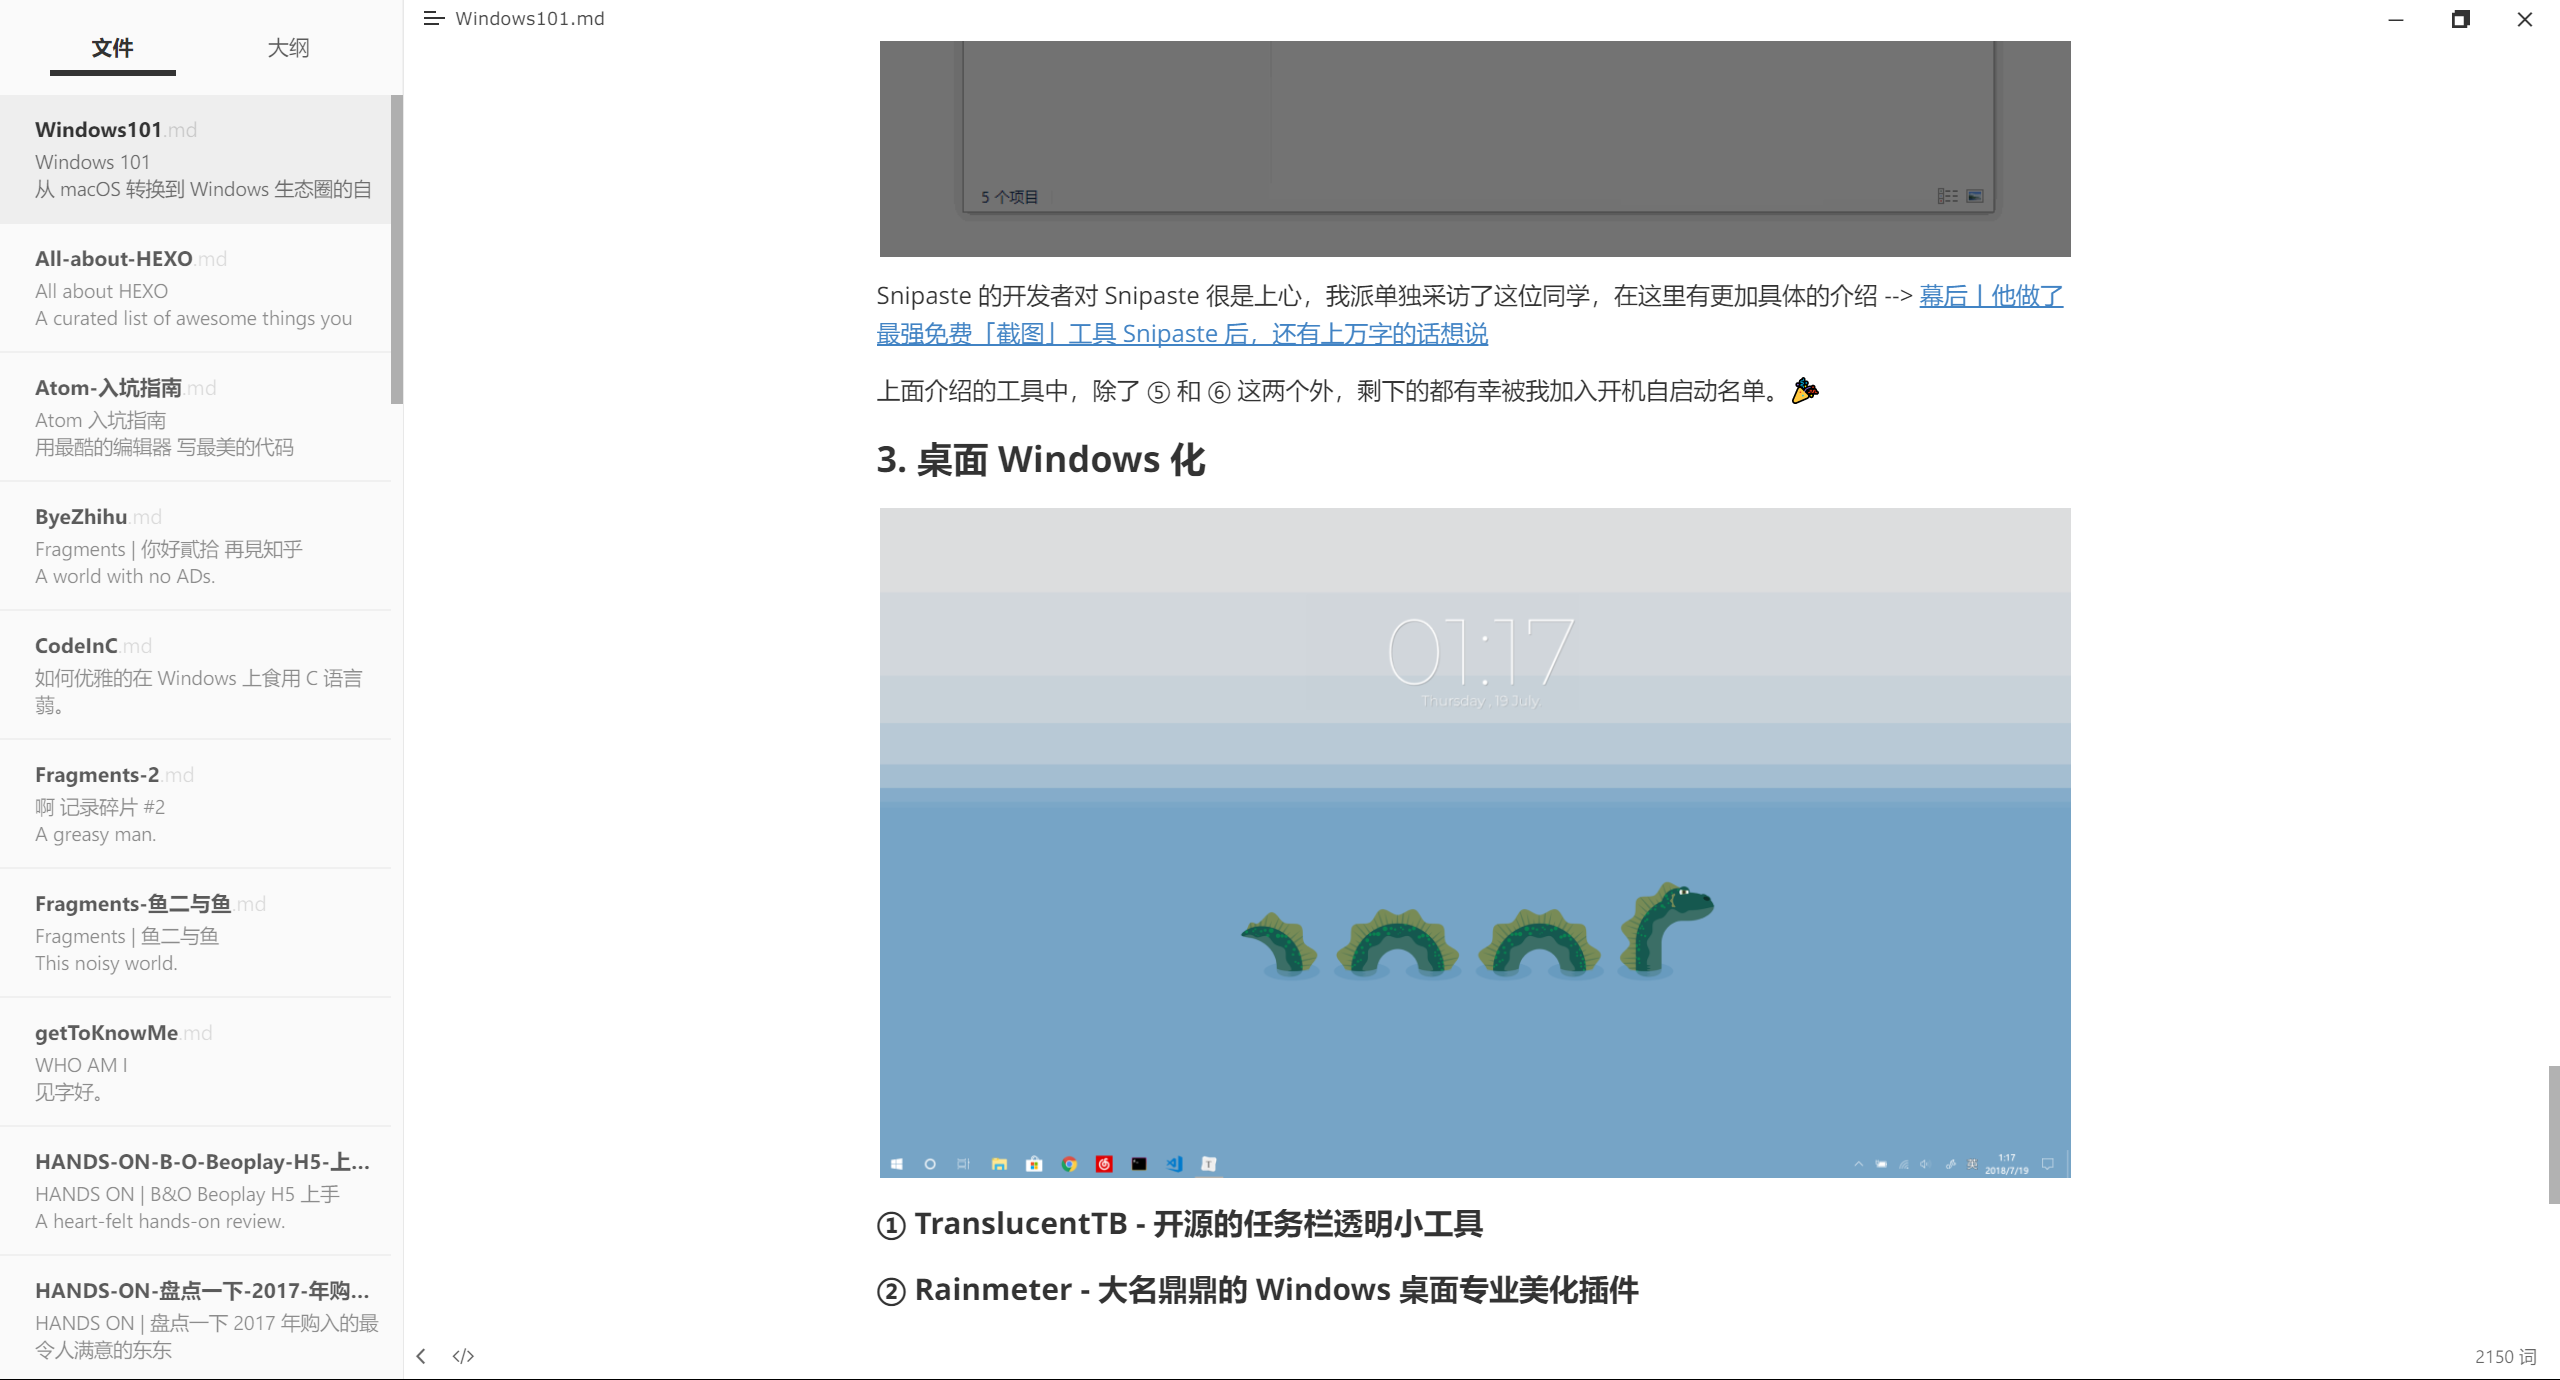 文件
大纲
Windows101.md
Windows 101
从 macOS 转换到 Windows 生态圈的自
All-about-HEXO.md
All about HEXO
A curated list of awesome things you
Atom-入坑指南.md
Atom 入坑指南
用最酷的编辑器 写最美的代码
ByeZhihu.md
Fragments | 你好貳拾 再見知乎
A world with no ADs.
CodeInC.md
如何优雅的在 Windows 上食用 C 语言
蒻。
Fragments-2.md
啊 记录碎片 #2
A greasy man.
Fragments-鱼二与鱼.md
Fragments | 鱼二与鱼
This noisy world.
getToKnowMe.md
WHO AM I
见字好。
HANDS-ON-B-O-Beoplay-H5-上...
HANDS ON | B&O Beoplay H5 上手
A heart-felt hands-on review.
HANDS-ON-盘点一下-2017-年购...
HANDS ON | 盘点一下 2017 年购入的最
令人满意的东东
Windows101.md
5 个项目
Snipaste 的开发者对 Snipaste 很是上心，我派单独采访了这位同学，在这里有更加具体的介绍 --> 幕后丨他做了
最强免费「截图」工具 Snipaste 后，还有上万字的话想说
上面介绍的工具中，除了 ⑤ 和 ⑥ 这两个外，剩下的都有幸被我加入开机自启动名单。🎉
3. 桌面 Windows 化
01:17
Thursday , 19 July.
英
1:17
2018/7/19
① TranslucentTB - 开源的任务栏透明小工具
② Rainmeter - 大名鼎鼎的 Windows 桌面专业美化插件
2150 词